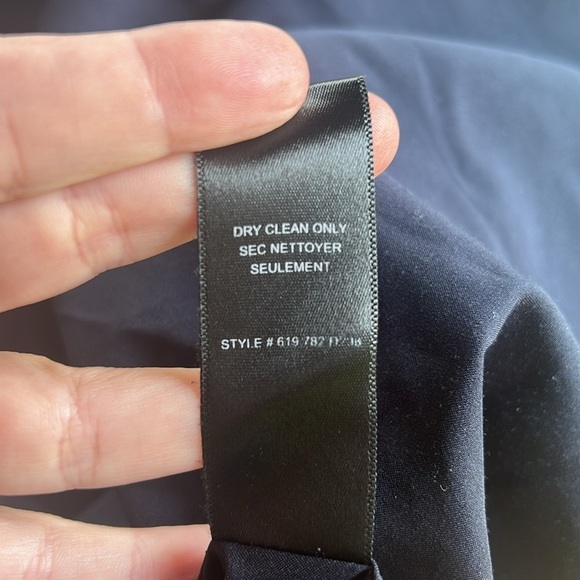 DRY CLEAN ONLY
SEC NETTOYER
SEULEMENT
STYLE # 619 782